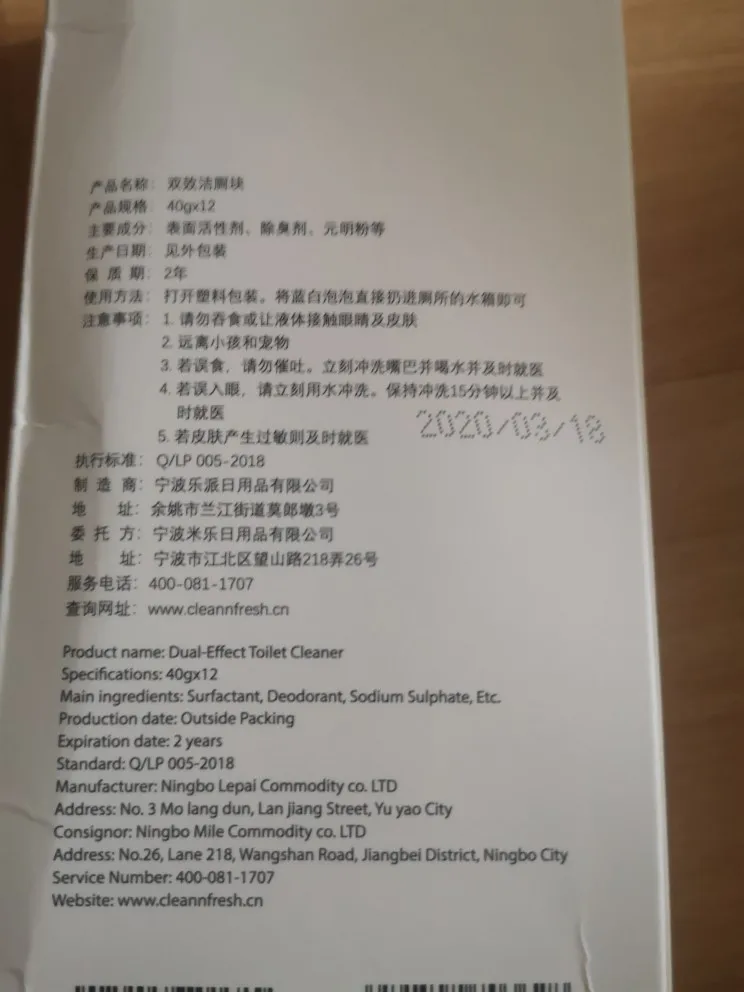 产品名称： 双效洁厕块
产品规格： 40gx12
主要成分： 表面活性剂、除臭剂、元明粉等
生产日期： 见外包装
保 质 期： 2年
使用方法： 打开塑料包装。将蓝白泡泡直接扔进厕所的水箱即可
注意事项： 1. 请勿吞食或让液体接触眼睛及皮肤
2. 远离小孩和宠物
3. 若误食，请勿催吐。立刻冲洗嘴巴并喝水并及时就医
4. 若误入眼，请立刻用水冲洗。保持冲洗15分钟以上并及
时就医
5. 若皮肤产生过敏则及时就医
2020/03/18
执行标准： Q/LP 005-2018
制 造 商： 宁波乐派日用品有限公司
地 址： 余姚市兰江街道莫郎墩3号
委 托 方： 宁波米乐日用品有限公司
地 址： 宁波市江北区望山路218弄26号
服务电话： 400-081-1707
查询网址： www.cleannfresh.cn
Product name: Dual-Effect Toilet Cleaner
Specifications: 40gx12
Main ingredients: Surfactant, Deodorant, Sodium Sulphate, Etc.
Production date: Outside Packing
Expiration date: 2 years
Standard: Q/LP 005-2018
Manufacturer: Ningbo Lepai Commodity co. LTD
Address: No. 3 Mo lang dun, Lan jiang Street, Yu yao City
Consignor: Ningbo Mile Commodity co. LTD
Address: No.26, Lane 218, Wangshan Road, Jiangbei District, Ningbo City
Service Number: 400-081-1707
Website: www.cleannfresh.cn